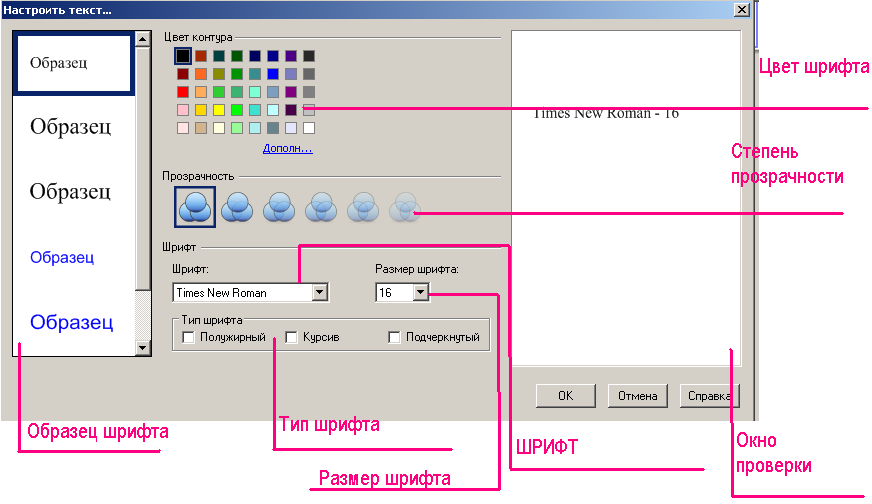 Настроить текст...
Образец
Образец
Образец
Образец
Образец
Цвет контура
Дополн...
Прозрачность
Шрифт
Шрифт:
Размер шрифта:
Times New Roman
16
Тип шрифта
Полужирный
Курсив
Подчеркнутый
Times New Roman - 16
OK
Отмена
Справка
Цвет шрифта
Степень
прозрачности
Образец шрифта
Тип шрифта
Размер шрифта
ШРИФТ
Окно
проверки